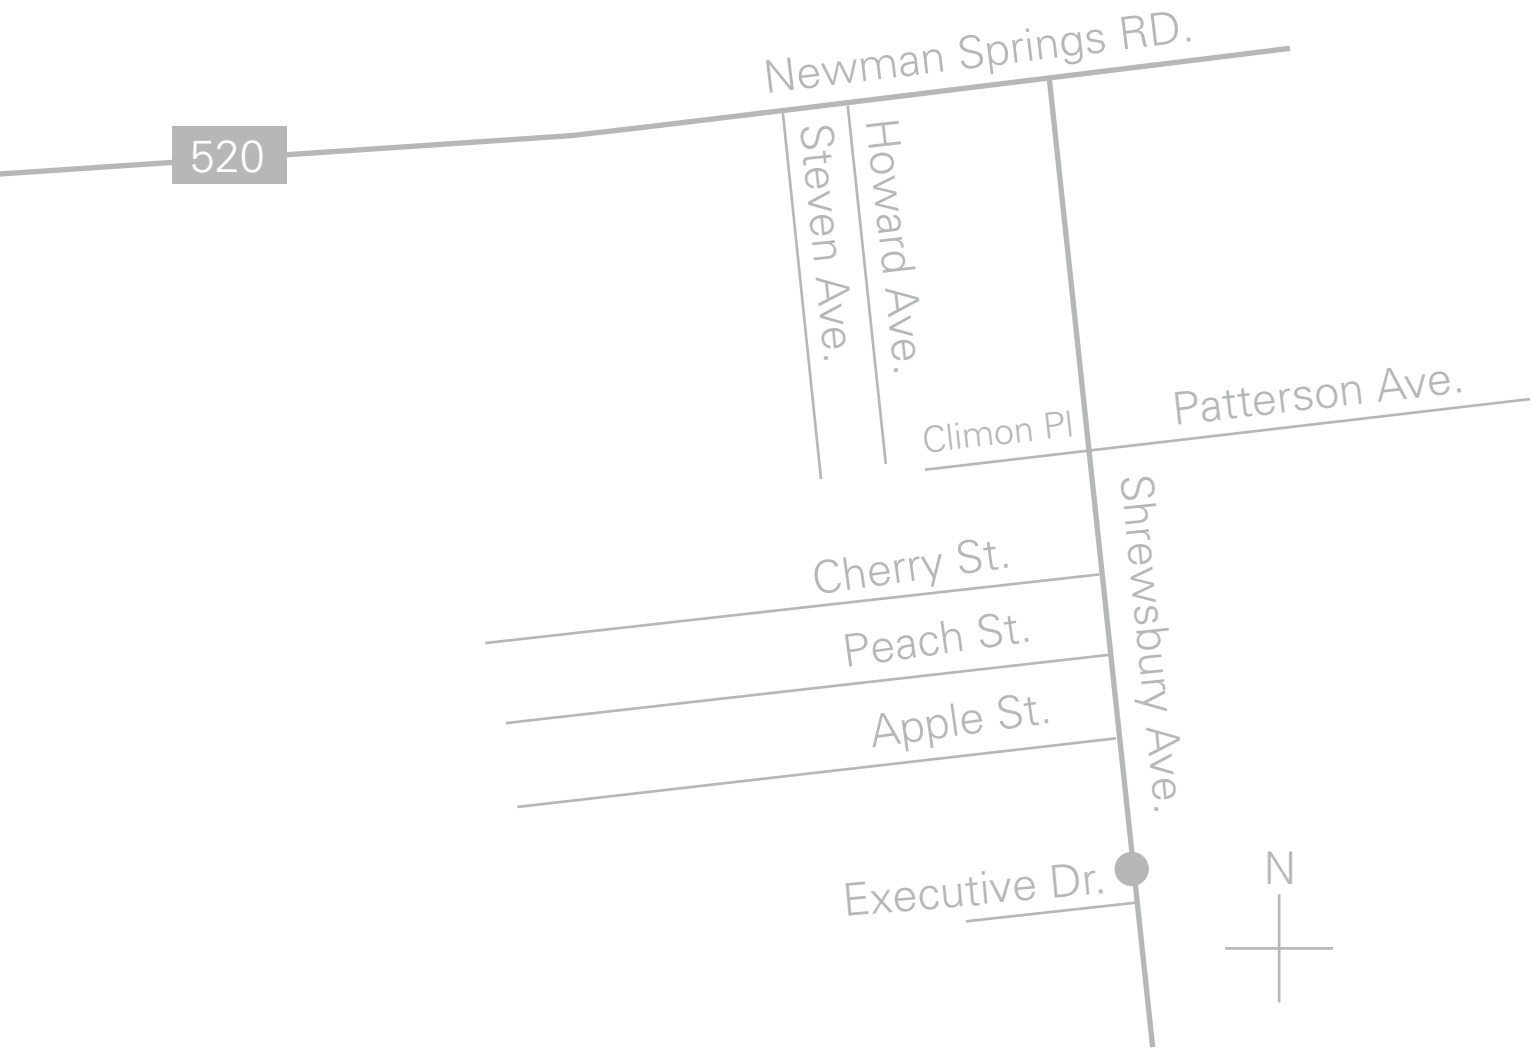 Newman Springs RD.
520
Steven Ave.
Howard Ave.
Patterson Ave.
Climon Pl
Shrewsbury Ave.
Cherry St.
Peach St.
Apple St.
Executive Dr.
N